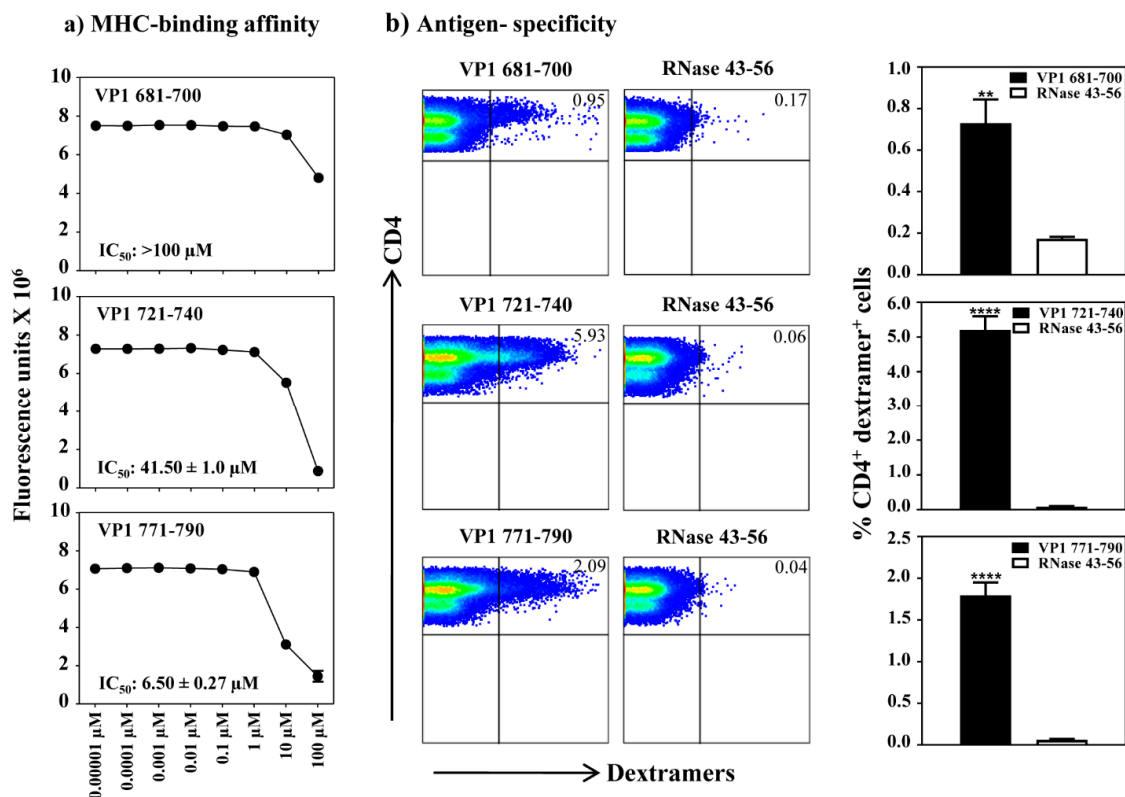 a) MHC-binding affinity
Fluorescence units X 10⁶
10
8
6
4
2
0
VP1 681-700
IC₅₀: >100 µM
10
8
6
4
2
0
VP1 721-740
IC₅₀: 41.50 ± 1.0 µM
10
8
6
4
2
0
VP1 771-790
IC₅₀: 6.50 ± 0.27 µM
0.00001 µM
0.0001 µM
0.001 µM
0.01 µM
0.1 µM
1 µM
10 µM
100 µM
b) Antigen- specificity
CD4
VP1 681-700
0.95
RNase 43-56
0.17
VP1 721-740
5.93
RNase 43-56
0.06
VP1 771-790
2.09
RNase 43-56
0.04
Dextramers
% CD4⁺ dextramer⁺ cells
1.0
0.8
0.6
0.4
0.2
0.0
**
VP1 681-700
RNase 43-56
6.0
5.0
4.0
3.0
2.0
1.0
0.0
****
VP1 721-740
RNase 43-56
2.5
2.0
1.5
1.0
0.5
0.0
****
VP1 771-790
RNase 43-56